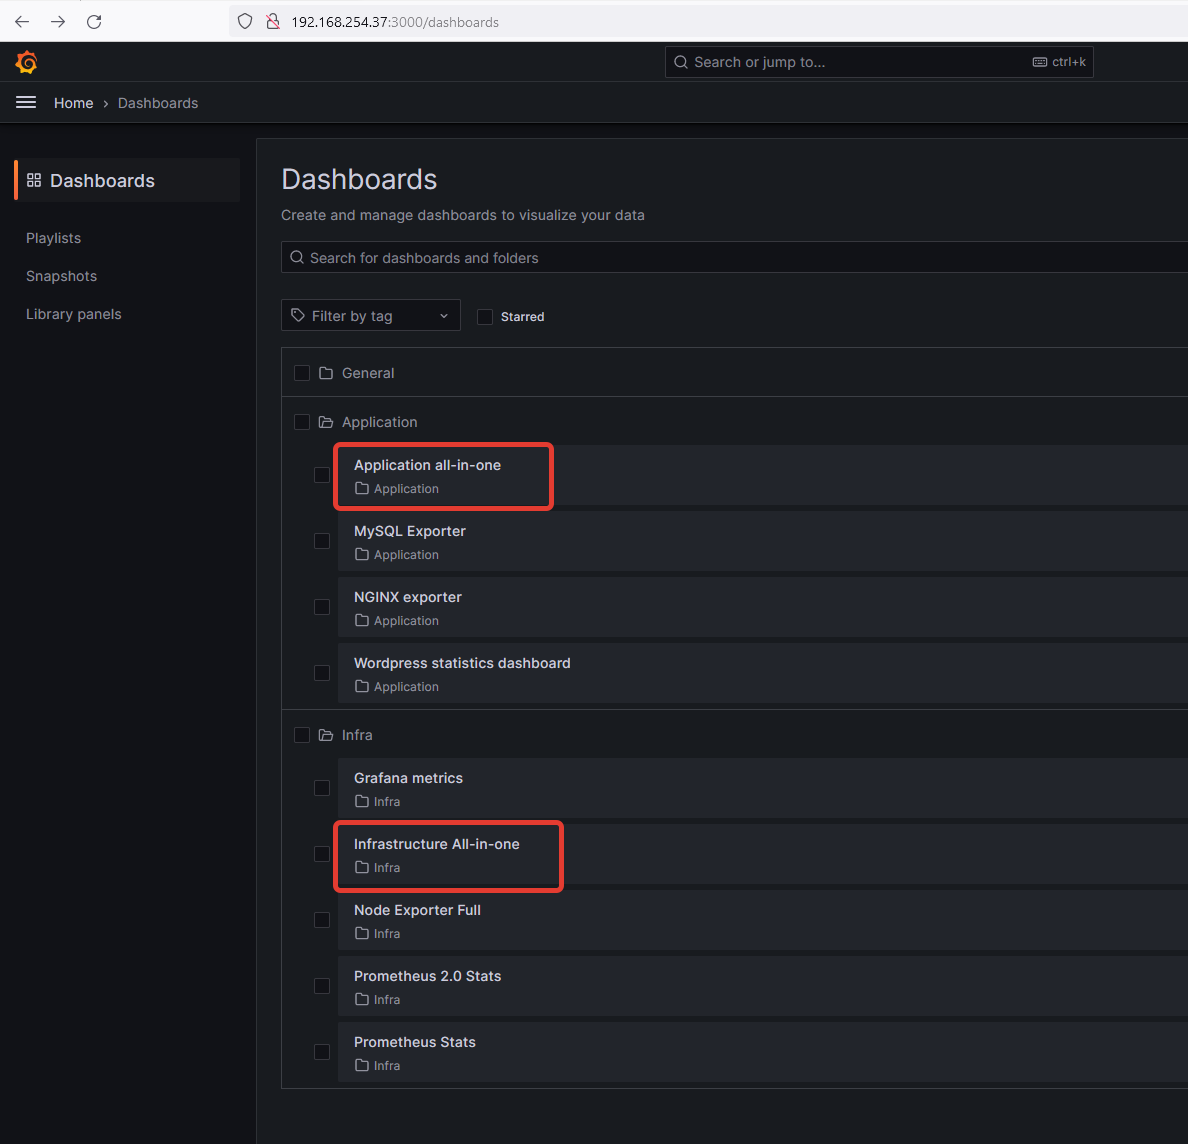 192.168.254.37:3000/dashboards
Search or jump to...
ctrl+k
Home › Dashboards
Dashboards
Playlists
Snapshots
Library panels
Dashboards
Create and manage dashboards to visualize your data
Search for dashboards and folders
Filter by tag
Starred
General
Application
Application all-in-one
Application
MySQL Exporter
Application
NGINX exporter
Application
Wordpress statistics dashboard
Application
Infra
Grafana metrics
Infra
Infrastructure All-in-one
Infra
Node Exporter Full
Infra
Prometheus 2.0 Stats
Infra
Prometheus Stats
Infra